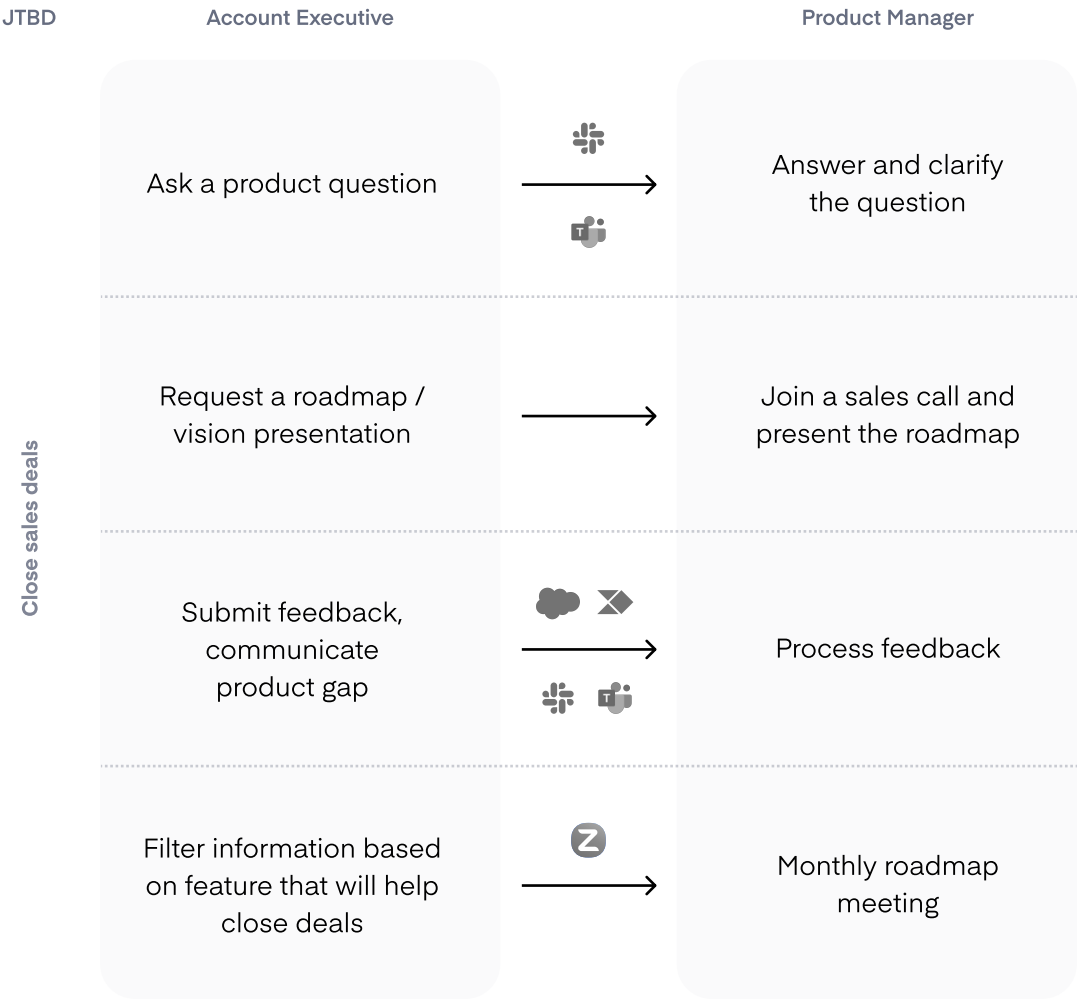 JTBD
Account Executive
Product Manager
Close sales deals
Ask a product question
T
Answer and clarify
the question
Request a roadmap /
vision presentation
Join a sales call and
present the roadmap
Submit feedback,
communicate
product gap
T
Process feedback
Filter information based
on feature that will help
close deals
Z
Monthly roadmap
meeting